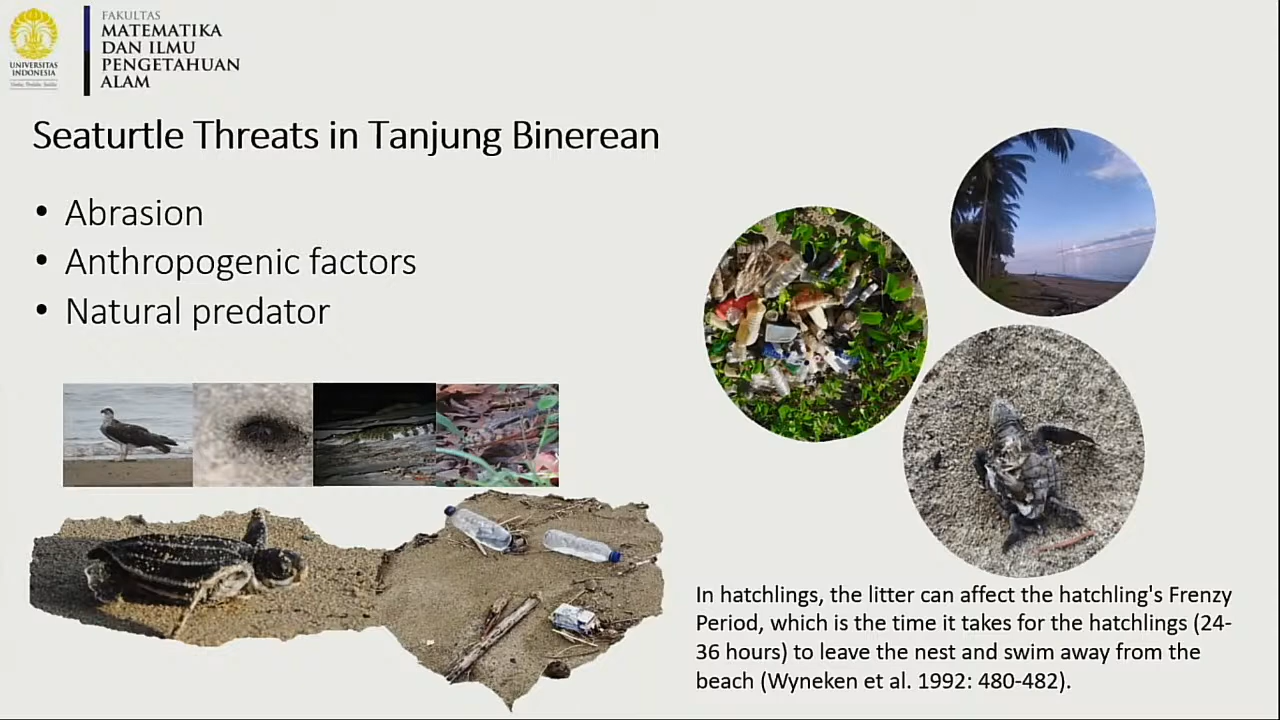 UNIVERSITAS
INDONESIA
FAKULTAS
MATEMATIKA
DAN ILMU
PENGETAHUAN
ALAM
Seaturtle Threats in Tanjung Binerean
• Abrasion
• Anthropogenic factors
• Natural predator
In hatchlings, the litter can affect the hatchling's Frenzy
Period, which is the time it takes for the hatchlings (24-
36 hours) to leave the nest and swim away from the
beach (Wyneken et al. 1992: 480-482).